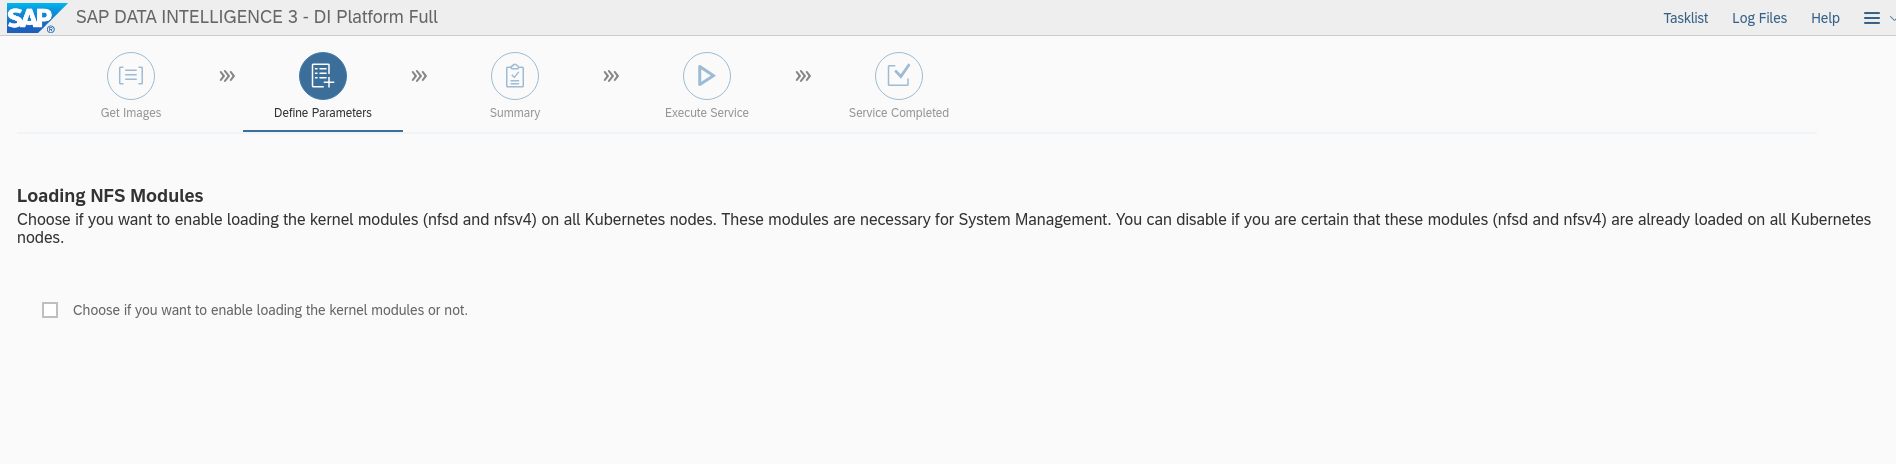 SAP ® SAP DATA INTELLIGENCE 3 - DI Platform Full
Tasklist Log Files Help
Get Images Define Parameters Summary Execute Service Service Completed
Loading NFS Modules
Choose if you want to enable loading the kernel modules (nfsd and nfsv4) on all Kubernetes nodes. These modules are necessary for System Management. You can disable if you are certain that these modules (nfsd and nfsv4) are already loaded on all Kubernetes
nodes.
Choose if you want to enable loading the kernel modules or not.